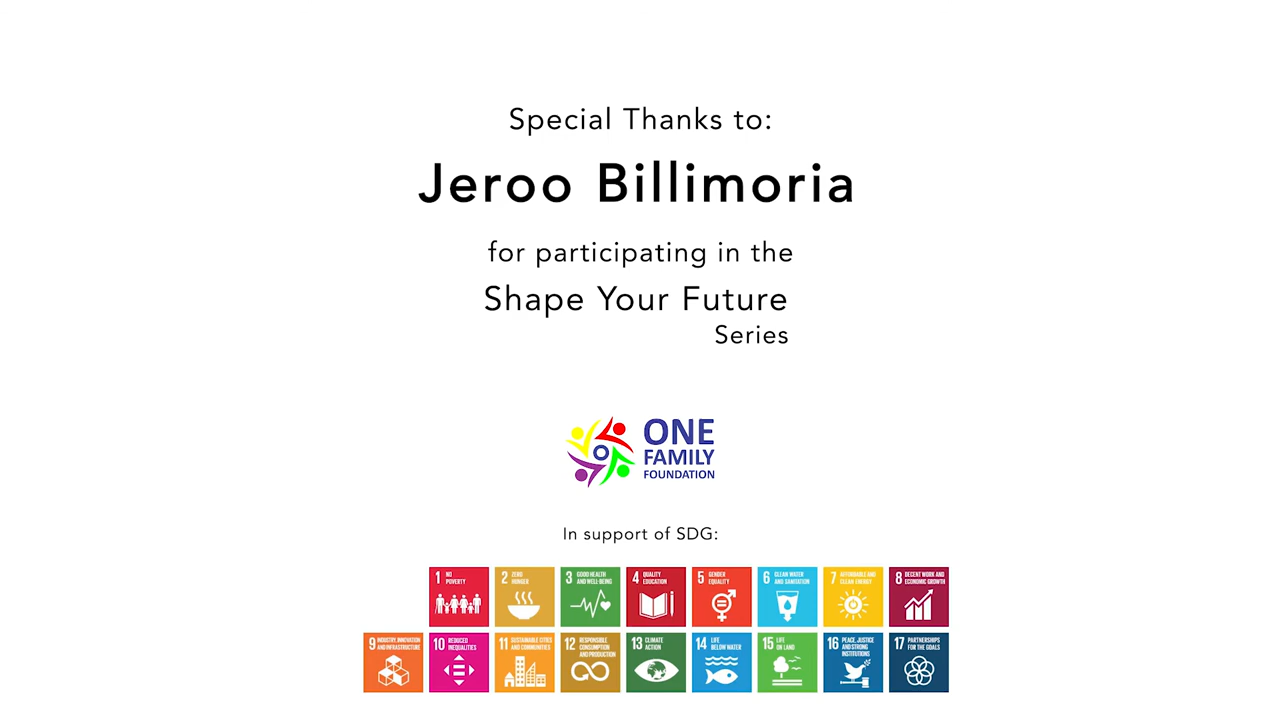 Special Thanks to:
Jeroo Billimoria
for participating in the
Shape Your Future
Series
ONE
FAMILY
FOUNDATION
In support of SDG:
1 NO
POVERTY
2 ZERO
HUNGER
3 GOOD HEALTH
AND WELL-BEING
4 QUALITY
EDUCATION
5 GENDER
EQUALITY
6 CLEAN WATER
AND SANITATION
7 AFFORDABLE AND
CLEAN ENERGY
8 DECENT WORK AND
ECONOMIC GROWTH
9 INDUSTRY, INNOVATION
AND INFRASTRUCTURE
10 REDUCED
INEQUALITIES
11 SUSTAINABLE CITIES
AND COMMUNITIES
12 RESPONSIBLE
CONSUMPTION
AND PRODUCTION
13 CLIMATE
ACTION
14 LIFE
BELOW WATER
15 LIFE
ON LAND
16 PEACE, JUSTICE
AND STRONG
INSTITUTIONS
17 PARTNERSHIPS
FOR THE GOALS